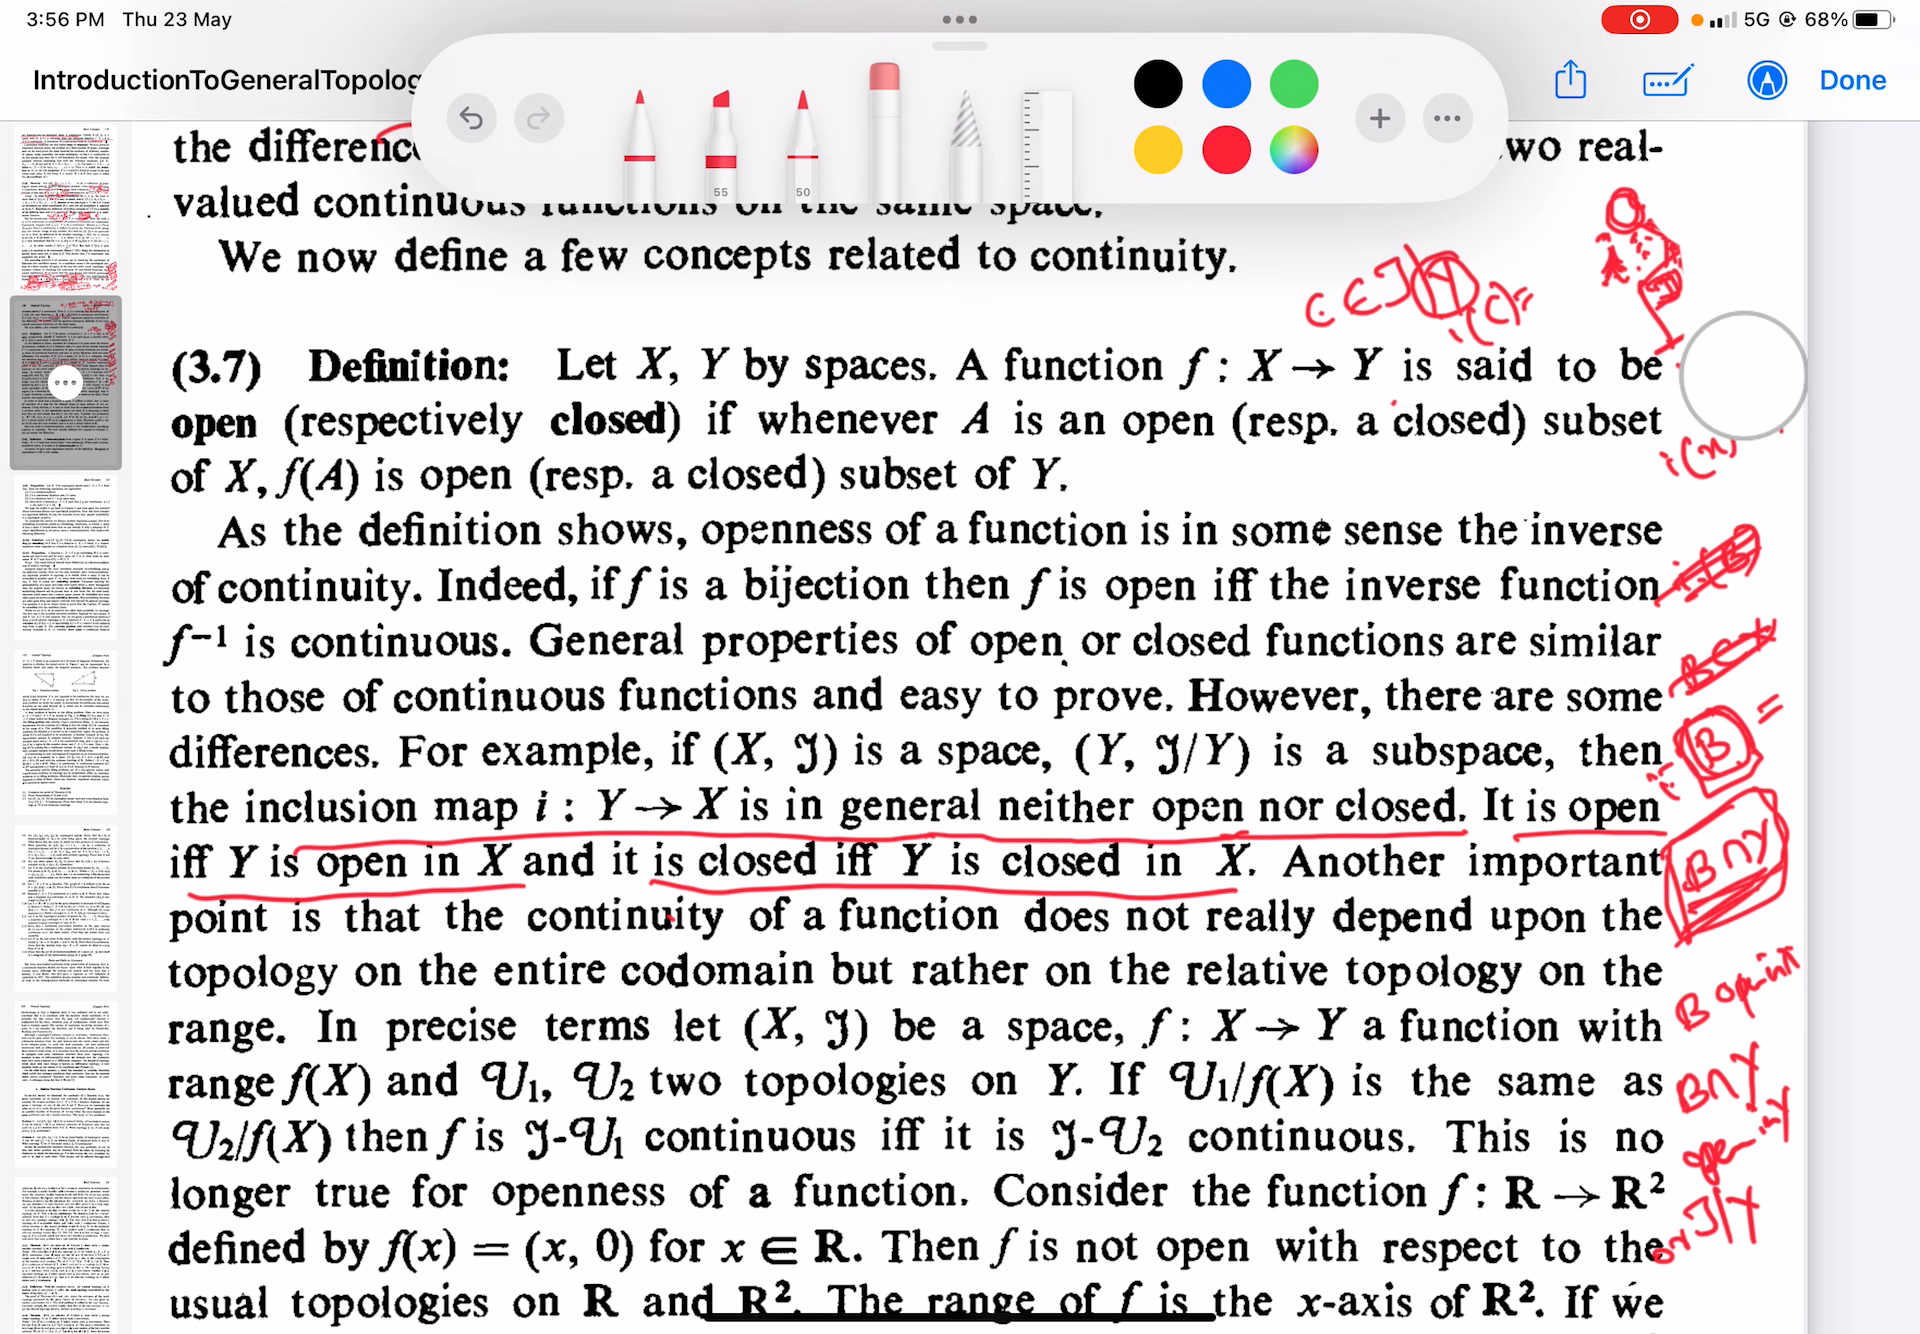 3:56 PM Thu 23 May
5G 68%
IntroductionToGeneralTopolog
Done
55
50
the differenc
wo real-
valued continuous functions on the same space.
We now define a few concepts related to continuity.
(3.7) Definition: Let X, Y by spaces. A function f : X → Y is said to be
open (respectively closed) if whenever A is an open (resp. a closed) subset
of X, f(A) is open (resp. a closed) subset of Y.
i(x)
As the definition shows, openness of a function is in some sense the inverse
of continuity. Indeed, if f is a bijection then f is open iff the inverse function
f⁻¹ is continuous. General properties of open or closed functions are similar
to those of continuous functions and easy to prove. However, there are some
differences. For example, if (X, 𝒥) is a space, (Y, 𝒥/Y) is a subspace, then
B =
the inclusion map i : Y → X is in general neither open nor closed. It is open
iff Y is open in X and it is closed iff Y is closed in X. Another important
B∩Y
point is that the continuity of a function does not really depend upon the
topology on the entire codomain but rather on the relative topology on the
range. In precise terms let (X, 𝒥) be a space, f : X → Y a function with
B open in
range f(X) and 𝒰₁, 𝒰₂ two topologies on Y. If 𝒰₁/f(X) is the same as
B∩Y
𝒰₂/f(X) then f is 𝒥-𝒰₁ continuous iff it is 𝒥-𝒰₂ continuous. This is no
open in Y
longer true for openness of a function. Consider the function f : R → R²
J/Y
defined by f(x) = (x, 0) for x ∈ R. Then f is not open with respect to the
usual topologies on R and R². The range of f is the x-axis of R². If we